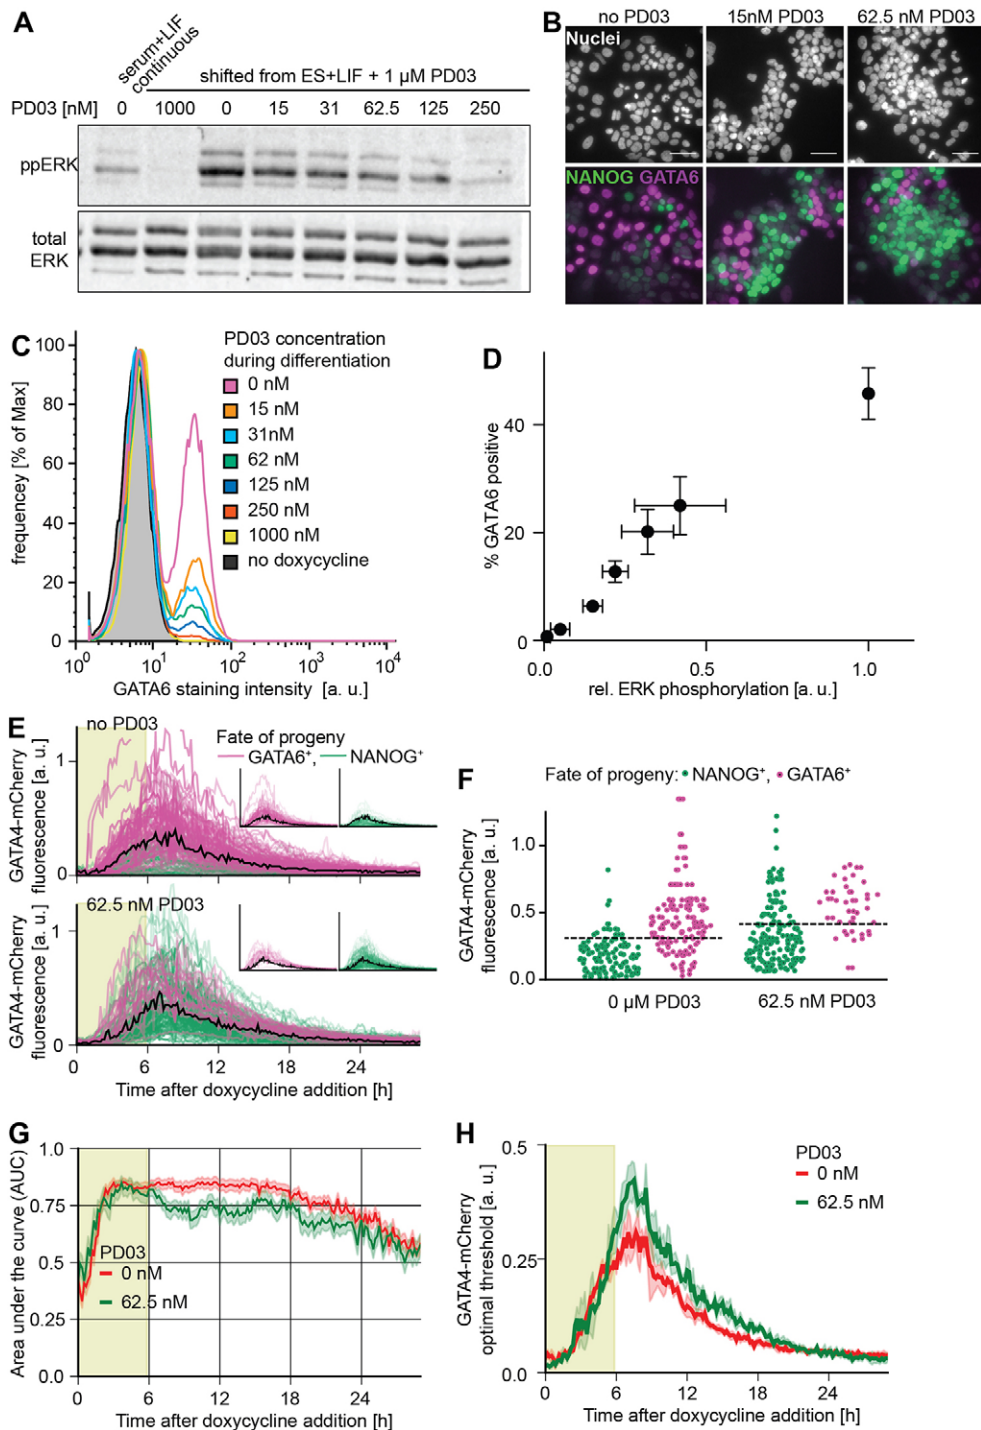 A
serum+LIF
continuous
shifted from ES+LIF + 1 µM PD03
PD03 [nM] 0 1000 0 15 31 62.5 125 250
ppERK
total
ERK
B
no PD03 15nM PD03 62.5 nM PD03
Nuclei
NANOG GATA6
C
PD03 concentration
during differentiation
0 nM
15 nM
31nM
62 nM
125 nM
250 nM
1000 nM
no doxycycline
frequencey [% of Max]
100
80
60
40
20
0
10^0 10^1 10^2 10^3 10^4
GATA6 staining intensity [a. u.]
D
% GATA6 positive
40
20
0
0.0 0.5 1.0
rel. ERK phosphorylation [a. u.]
E
no PD03
Fate of progeny
GATA6+, NANOG+
GATA4-mCherry
fluorescence [a. u.]
1
0
62.5 nM PD03
GATA4-mCherry
fluorescence [a. u.]
1
0
0 6 12 18 24
Time after doxycycline addition [h]
F
Fate of progeny: NANOG+, GATA6+
GATA4-mCherry
fluorescence [a. u.]
1.0
0.5
0.0
0 µM PD03 62.5 nM PD03
G
Area under the curve (AUC)
1.0
0.75
0.5
0.25
0.0
PD03
0 nM
62.5 nM
0 6 12 18 24
Time after doxycycline addition [h]
H
GATA4-mCherry
optimal threshold [a. u.]
0.5
0.25
0.0
PD03
0 nM
62.5 nM
0 6 12 18 24
Time after doxycycline addition [h]